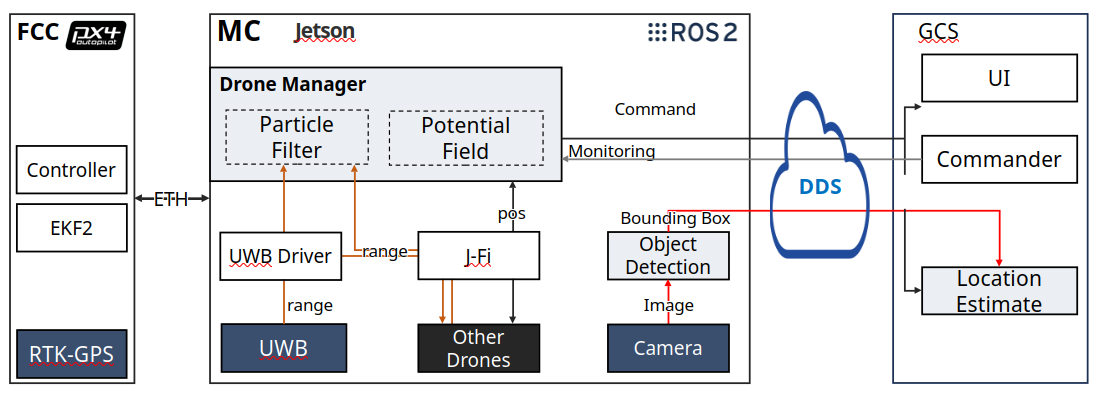 FCC
PX4
autopilot
Controller
EKF2
RTK-GPS
ETH
MC
Jetson
ROS2
Drone Manager
Particle
Filter
Potential
Field
pos
UWB Driver
range
J-Fi
range
UWB
Other
Drones
Command
Monitoring
Bounding Box
Object
Detection
Image
Camera
DDS
GCS
UI
Commander
Location
Estimate